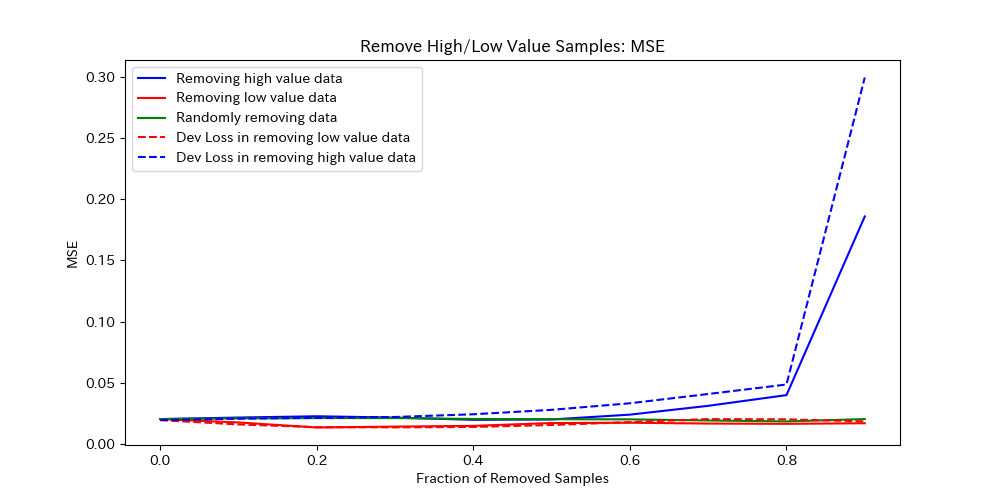 Remove High/Low Value Samples: MSE
Removing high value data
Removing low value data
Randomly removing data
Dev Loss in removing low value data
Dev Loss in removing high value data
0.30
0.25
0.20
0.15
0.10
0.05
0.00
MSE
0.0 0.2 0.4 0.6 0.8
Fraction of Removed Samples